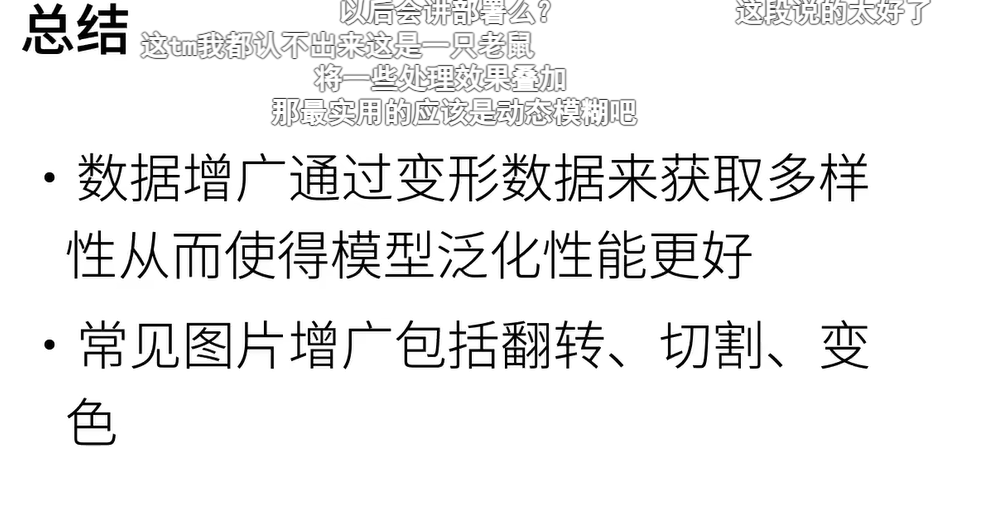 以后会讲部署么？
这段说的太好了
总结
这tm我都认不出来这是一只老鼠
将一些处理效果叠加
那最实用的应该是动态模糊吧
• 数据增广通过变形数据来获取多样
性从而使得模型泛化性能更好
• 常见图片增广包括翻转、切割、变
色